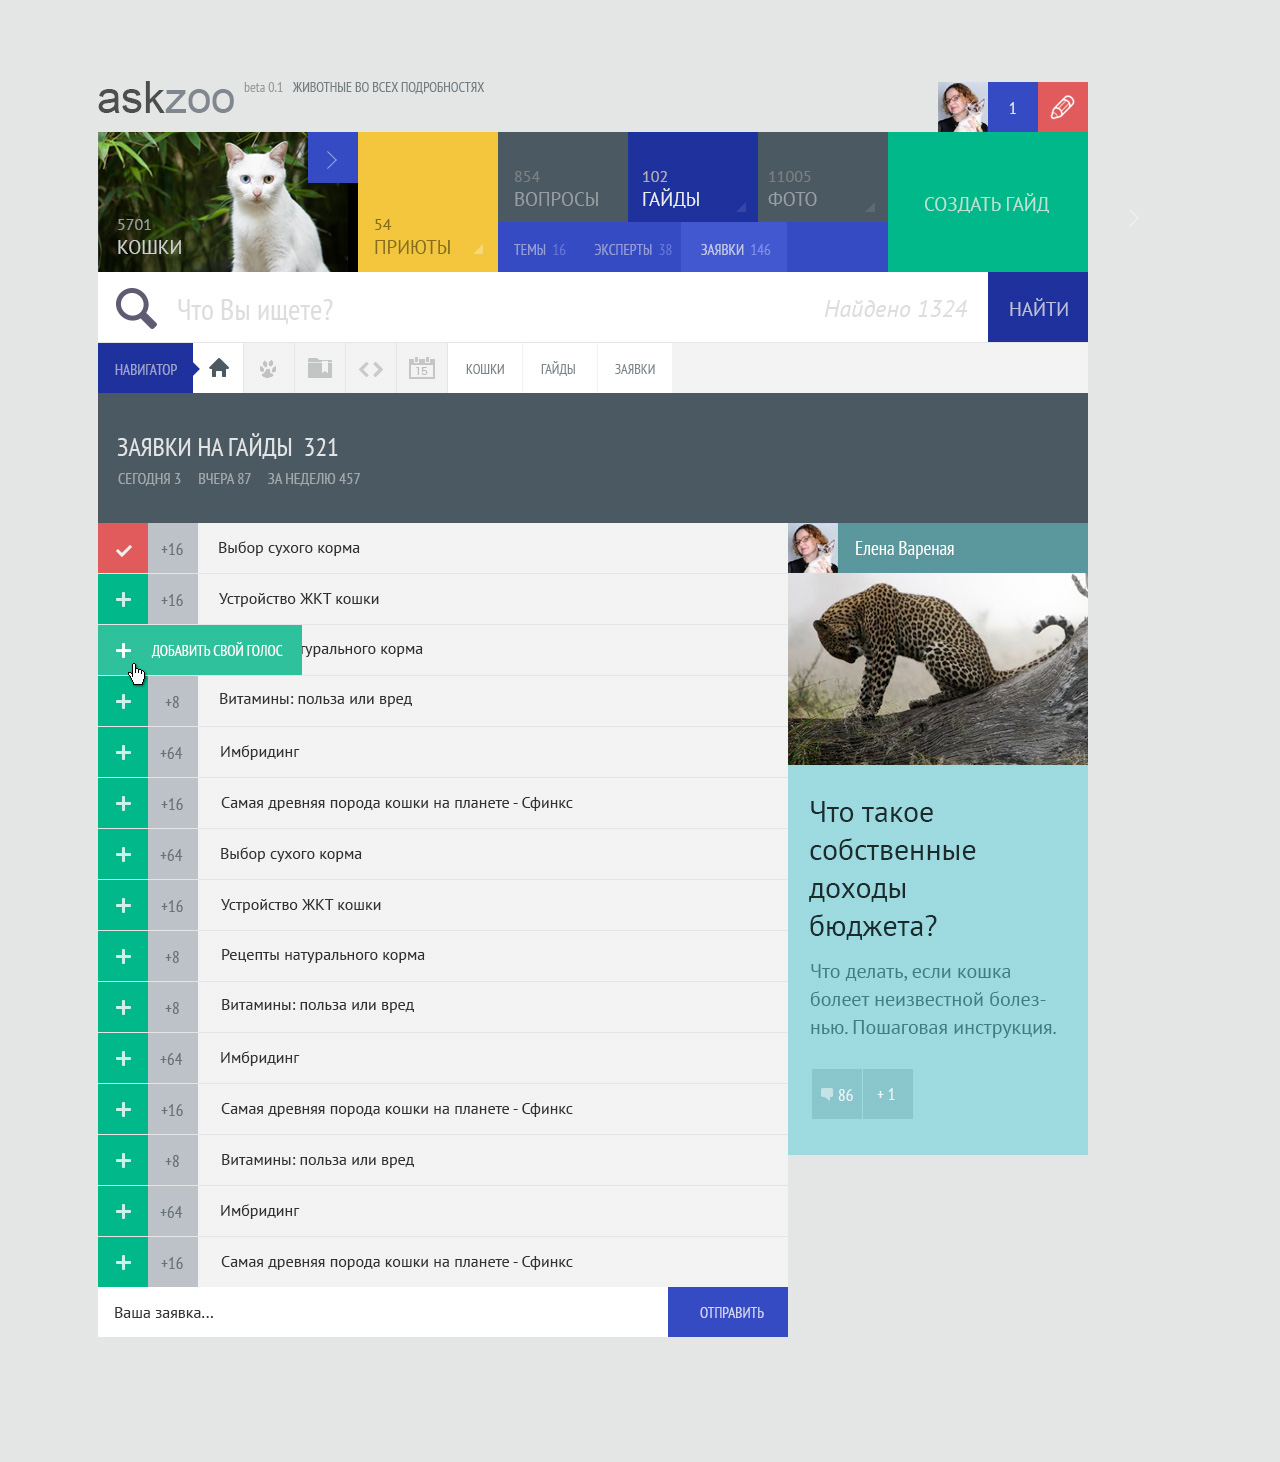 askzoo beta 0.1 ЖИВОТНЫЕ ВО ВСЕХ ПОДРОБНОСТЯХ
1
5701
КОШКИ
54
ПРИЮТЫ
854
ВОПРОСЫ
102
ГАЙДЫ
11005
ФОТО
СОЗДАТЬ ГАЙД
ТЕМЫ 16 ЭКСПЕРТЫ 38 ЗАЯВКИ 146
Что Вы ищете? Найдено 1324 НАЙТИ
НАВИГАТОР 15 КОШКИ ГАЙДЫ ЗАЯВКИ
ЗАЯВКИ НА ГАЙДЫ 321
СЕГОДНЯ 3 ВЧЕРА 87 ЗА НЕДЕЛЮ 457
+16 Выбор сухого корма
+16 Устройство ЖКТ кошки
ДОБАВИТЬ СВОЙ ГОЛОС турального корма
+8 Витамины: польза или вред
+64 Имбридинг
+16 Самая древняя порода кошки на планете - Сфинкс
+64 Выбор сухого корма
+16 Устройство ЖКТ кошки
+8 Рецепты натурального корма
+8 Витамины: польза или вред
+64 Имбридинг
+16 Самая древняя порода кошки на планете - Сфинкс
+8 Витамины: польза или вред
+64 Имбридинг
+16 Самая древняя порода кошки на планете - Сфинкс
Ваша заявка... ОТПРАВИТЬ
Елена Вареная
Что такое
собственные
доходы
бюджета?
Что делать, если кошка
болеет неизвестной болез-
нью. Пошаговая инструкция.
86 + 1